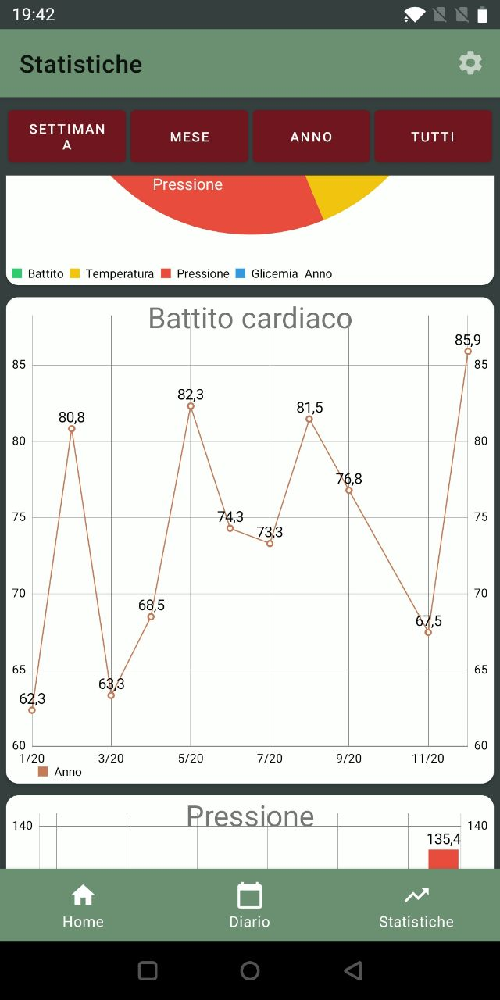 19:42
Statistiche
SETTIMAN
A
MESE
ANNO
TUTTI
Pressione
Battito Temperatura Pressione Glicemia Anno
Battito cardiaco
85,9
85 85
82,3
81,5
80,8
80 80
76,8
75 75
74,3
73,3
70 70
68,5
67,5
65 65
63,3
62,3
60 60
1/20 3/20 5/20 7/20 9/20 11/20
Anno
Pressione
140 140
135,4
Home Diario Statistiche